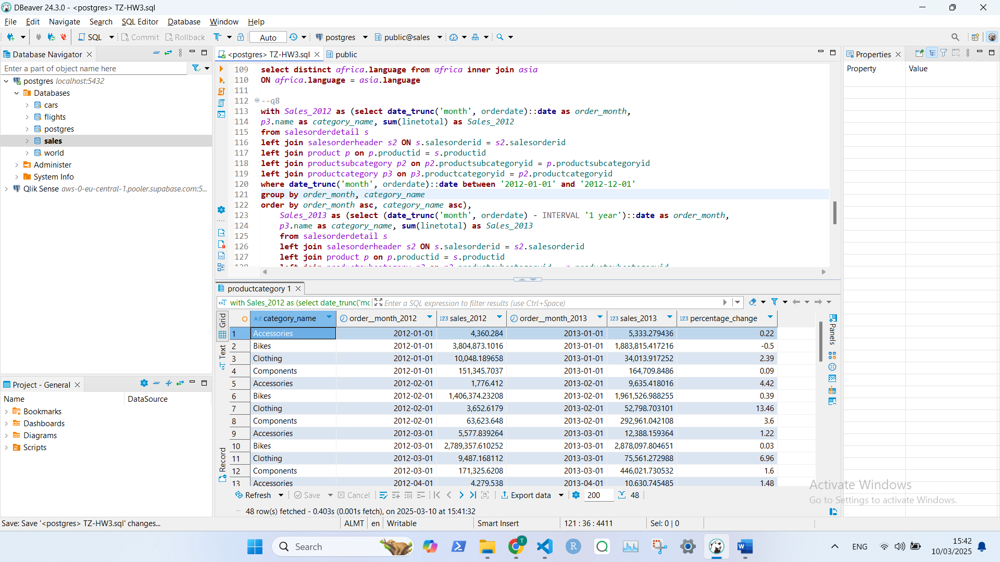 DBeaver 24.3.0 - <postgres> TZ-HW3.sql
File Edit Navigate Search SQL Editor Database Window Help
SQL Commit Rollback Auto postgres public@sales
Database Navigator
Enter a part of object name here
postgres localhost:5432
Databases
cars
flights
postgres
sales
world
Administer
System Info
Qlik Sense aws-0-eu-central-1.pooler.supabase.com:5...
Project - General
Name DataSource
Bookmarks
Dashboards
Diagrams
Scripts
<postgres> TZ-HW3.sql public
109 select distinct africa.language from africa inner join asia
110 ON africa.language = asia.language
111
112 --q8
113 with Sales_2012 as (select date_trunc('month', orderdate)::date as order_month,
114 p3.name as category_name, sum(linetotal) as Sales_2012
115 from salesorderdetail s
116 left join salesorderheader s2 ON s.salesorderid = s2.salesorderid
117 left join product p on p.productid = s.productid
118 left join productsubcategory p2 on p2.productsubcategoryid = p.productsubcategoryid
119 left join productcategory p3 on p3.productcategoryid = p2.productcategoryid
120 where date_trunc('month', orderdate)::date between '2012-01-01' and '2012-12-01'
121 group by order_month, category_name
122 order by order_month asc, category_name asc),
123 Sales_2013 as (select (date_trunc('month', orderdate) - INTERVAL '1 year')::date as order_month,
124 p3.name as category_name, sum(linetotal) as Sales_2013
125 from salesorderdetail s
126 left join salesorderheader s2 ON s.salesorderid = s2.salesorderid
127 left join product p on p.productid = s.productid
productcategory 1
with Sales_2012 as (select date_trunc('mc Enter a SQL expression to filter results (use Ctrl+Space)
Grid
Text
Record
A-Z category_name order__month_2012 123 sales_2012 order__month_2013 123 sales_2013 123 percentage_change
1 Accessories 2012-01-01 4,360.284 2013-01-01 5,333.279436 0.22
2 Bikes 2012-01-01 3,804,873.1016 2013-01-01 1,883,815.417216 -0.5
3 Clothing 2012-01-01 10,048.189658 2013-01-01 34,013.917252 2.39
4 Components 2012-01-01 151,345.7037 2013-01-01 164,709.8486 0.09
5 Accessories 2012-02-01 1,776.412 2013-02-01 9,635.418016 4.42
6 Bikes 2012-02-01 1,406,374.23208 2013-02-01 1,961,526.988255 0.39
7 Clothing 2012-02-01 3,652.6179 2013-02-01 52,798.703101 13.46
8 Components 2012-02-01 63,623.648 2013-02-01 292,961.042108 3.6
9 Accessories 2012-03-01 5,577.839264 2013-03-01 12,388.159364 1.22
10 Bikes 2012-03-01 2,789,357.610252 2013-03-01 2,878,097.804651 0.03
11 Clothing 2012-03-01 9,487.168112 2013-03-01 75,561.272988 6.96
12 Components 2012-03-01 171,325.6208 2013-03-01 446,021.730532 1.6
13 Accessories 2012-04-01 4,279.538 2013-04-01 10,630.745485 1.48
Panels
Refresh Save Cancel Export data 200 48
48 row(s) fetched - 0.403s (0.001s fetch), on 2025-03-10 at 15:41:32
Properties
Property Value
Activate Windows
Go to Settings to activate Windows.
Save: Save '<postgres> TZ-HW3.sql' changes... ALMT en Writable Smart Insert 121 : 36 : 4411 Sel: 0 | 0
Search
T
R
ENG
15:42
10/03/2025